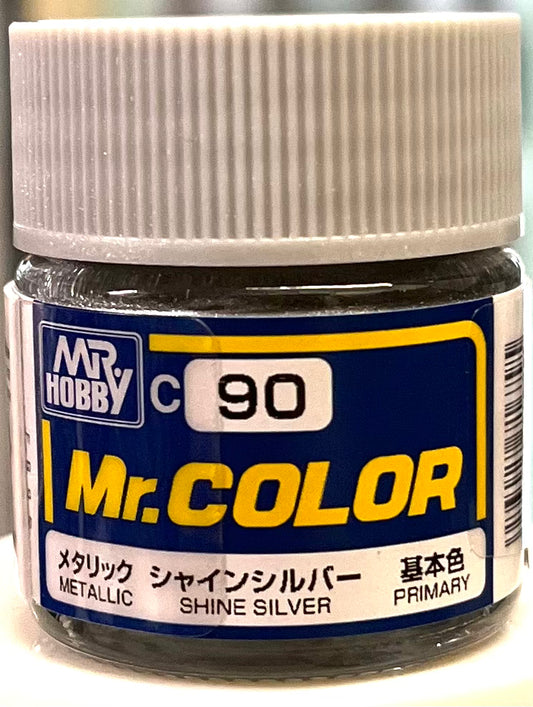 MR.
HOBBY
C 90
Mr.COLOR
メタリック シャインシルバー 基本色
METALLIC SHINE SILVER PRIMARY